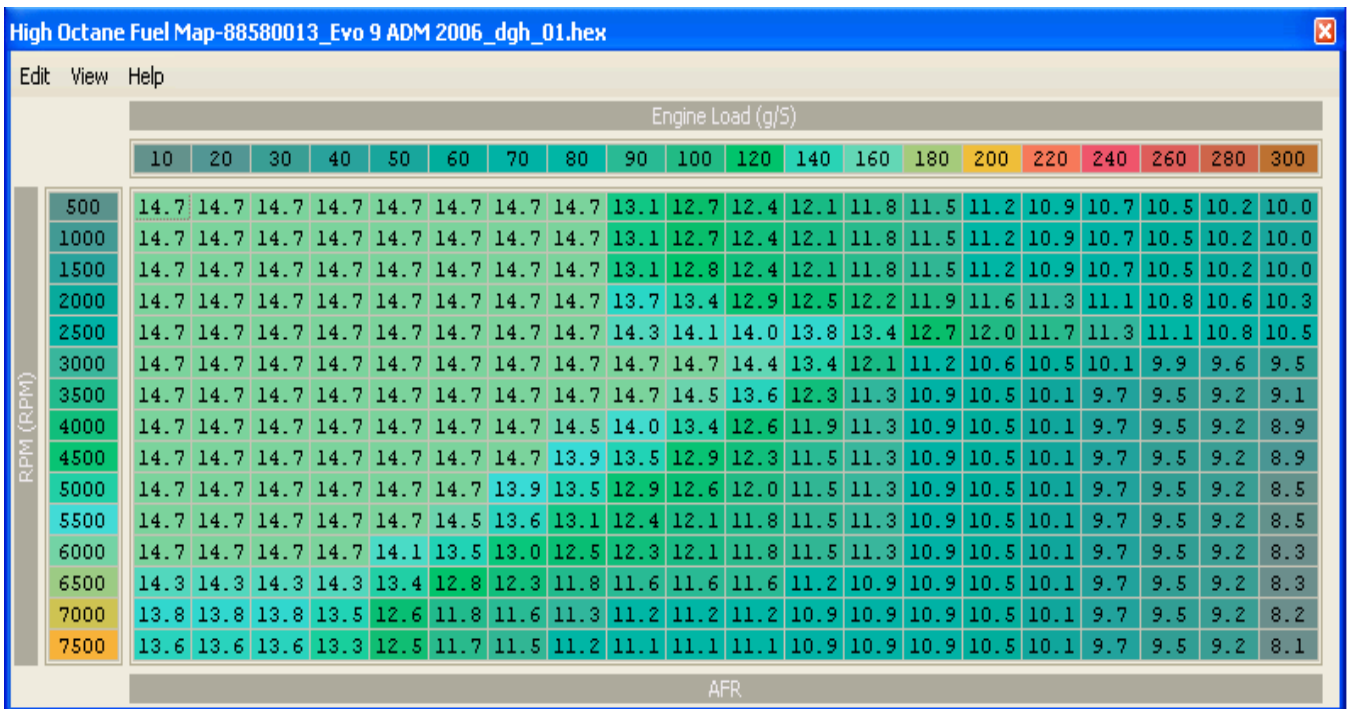 High Octane Fuel Map-88580013_Evo 9 ADM 2006_dgh_01.hex
Edit View Help
Engine Load (g/S)
10 20 30 40 50 60 70 80 90 100 120 140 160 180 200 220 240 260 280 300
500 14.7 14.7 14.7 14.7 14.7 14.7 14.7 14.7 13.1 12.7 12.4 12.1 11.8 11.5 11.2 10.9 10.7 10.5 10.2 10.0
1000 14.7 14.7 14.7 14.7 14.7 14.7 14.7 14.7 13.1 12.7 12.4 12.1 11.8 11.5 11.2 10.9 10.7 10.5 10.2 10.0
1500 14.7 14.7 14.7 14.7 14.7 14.7 14.7 14.7 13.1 12.8 12.4 12.1 11.8 11.5 11.2 10.9 10.7 10.5 10.2 10.0
2000 14.7 14.7 14.7 14.7 14.7 14.7 14.7 14.7 13.7 13.4 12.9 12.5 12.2 11.9 11.6 11.3 11.1 10.8 10.6 10.3
2500 14.7 14.7 14.7 14.7 14.7 14.7 14.7 14.7 14.3 14.1 14.0 13.8 13.4 12.7 12.0 11.7 11.3 11.1 10.8 10.5
3000 14.7 14.7 14.7 14.7 14.7 14.7 14.7 14.7 14.7 14.7 14.4 13.4 12.1 11.2 10.6 10.5 10.1 9.9 9.6 9.5
3500 14.7 14.7 14.7 14.7 14.7 14.7 14.7 14.7 14.7 14.5 13.6 12.3 11.3 10.9 10.5 10.1 9.7 9.5 9.2 9.1
4000 14.7 14.7 14.7 14.7 14.7 14.7 14.7 14.5 14.0 13.4 12.6 11.9 11.3 10.9 10.5 10.1 9.7 9.5 9.2 8.9
4500 14.7 14.7 14.7 14.7 14.7 14.7 14.7 13.9 13.5 12.9 12.3 11.5 11.3 10.9 10.5 10.1 9.7 9.5 9.2 8.9
5000 14.7 14.7 14.7 14.7 14.7 14.7 13.9 13.5 12.9 12.6 12.0 11.5 11.3 10.9 10.5 10.1 9.7 9.5 9.2 8.5
5500 14.7 14.7 14.7 14.7 14.7 14.5 13.6 13.1 12.4 12.1 11.8 11.5 11.3 10.9 10.5 10.1 9.7 9.5 9.2 8.5
6000 14.7 14.7 14.7 14.7 14.1 13.5 13.0 12.5 12.3 12.1 11.8 11.5 11.3 10.9 10.5 10.1 9.7 9.5 9.2 8.3
6500 14.3 14.3 14.3 14.3 13.4 12.8 12.3 11.8 11.6 11.6 11.6 11.2 10.9 10.9 10.5 10.1 9.7 9.5 9.2 8.3
7000 13.8 13.8 13.8 13.5 12.6 11.8 11.6 11.3 11.2 11.2 11.2 10.9 10.9 10.9 10.5 10.1 9.7 9.5 9.2 8.2
7500 13.6 13.6 13.6 13.3 12.5 11.7 11.5 11.2 11.1 11.1 11.1 10.9 10.9 10.9 10.5 10.1 9.7 9.5 9.2 8.1
RPM (RPM)
AFR